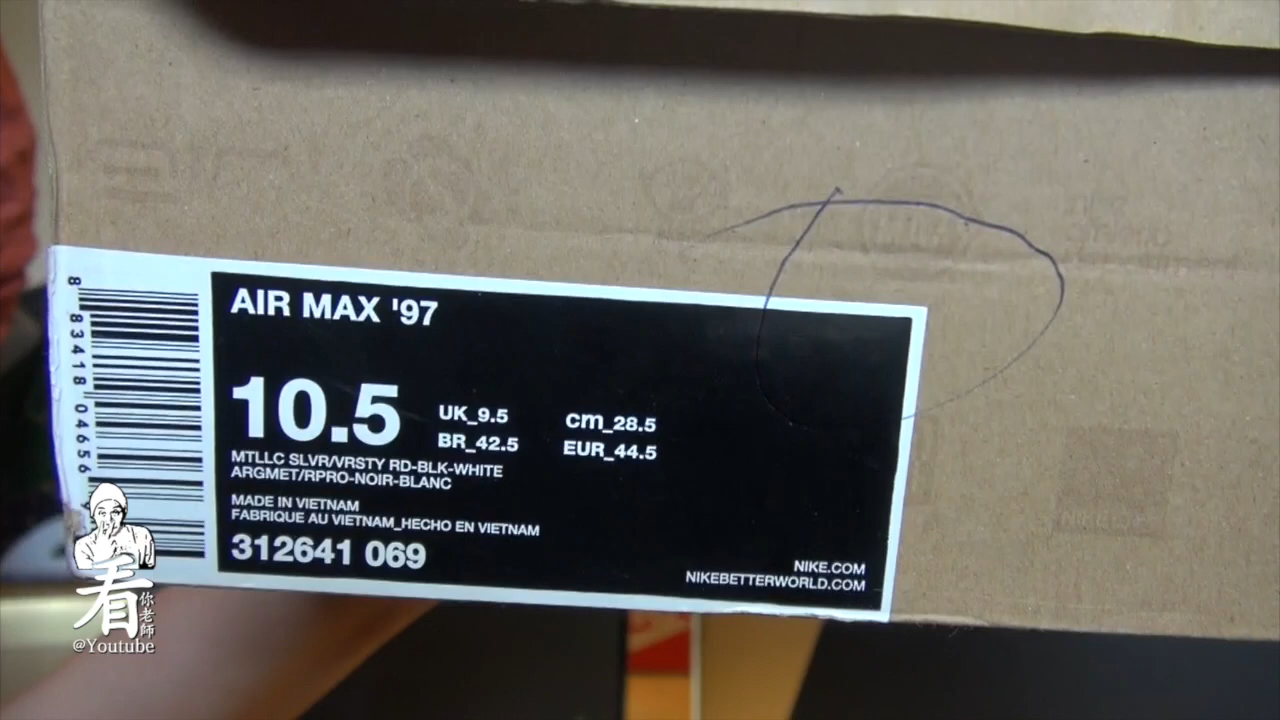 AIR MAX '97
10.5
UK_9.5
cm_28.5
BR_42.5
EUR_44.5
MTLLC SLVR/VRSTY RD-BLK-WHITE
ARGMET/RPRO-NOIR-BLANC
MADE IN VIETNAM
FABRIQUE AU VIETNAM_HECHO EN VIETNAM
312641 069
NIKE.COM
NIKEBETTERWORLD.COM
8 83418 04656
看
你老師
@Youtube